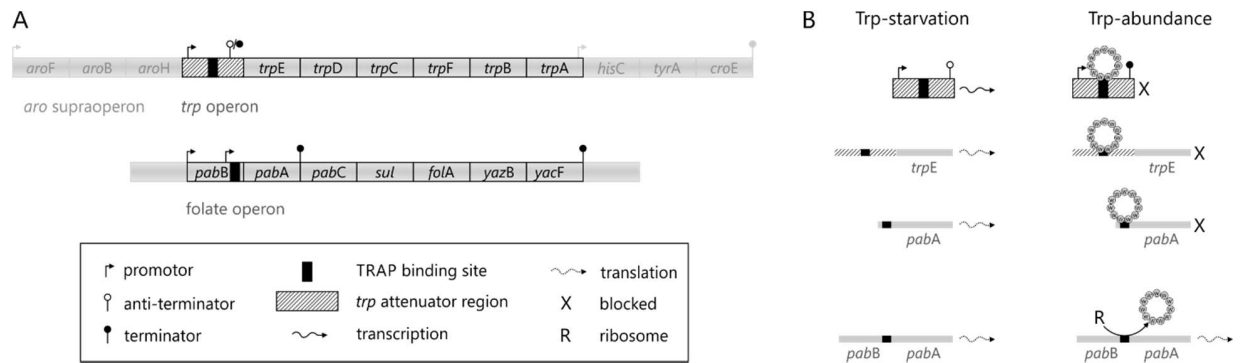 A
aroF aroB aroH trpE trpD trpC trpF trpB trpA hisC tyrA croE
aro supraoperon trp operon
pabB pabA pabC sul folA yazB yacF
folate operon
promotor TRAP binding site translation
anti-terminator trp attenuator region X blocked
terminator transcription R ribosome
B
Trp-starvation Trp-abundance
X
trpE trpE X
pabA pabA X
R
pabB pabA pabB pabA